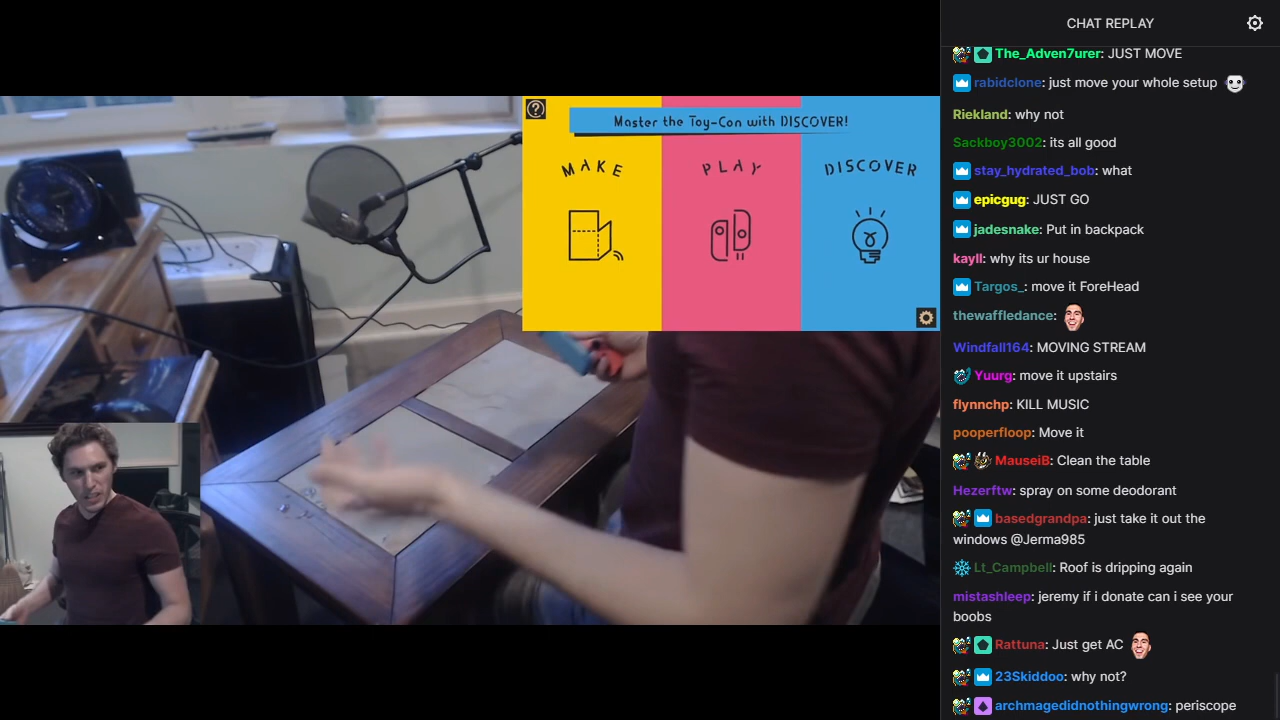 Master the Toy-Con with DISCOVER!
MAKE
PLAY
DISCOVER
CHAT REPLAY
The_Adven7urer: JUST MOVE
rabidclone: just move your whole setup
Riekland: why not
Sackboy3002: its all good
stay_hydrated_bob: what
epicgug: JUST GO
jadesnake: Put in backpack
kayll: why its ur house
Targos_: move it ForeHead
thewaffledance:
Windfall164: MOVING STREAM
Yuurg: move it upstairs
flynnchp: KILL MUSIC
pooperfloop: Move it
MauseiB: Clean the table
Hezerftw: spray on some deodorant
basedgrandpa: just take it out the
windows @Jerma985
Lt_Campbell: Roof is dripping again
mistashleep: jeremy if i donate can i see your
boobs
Rattuna: Just get AC
23Skiddoo: why not?
archmagedidnothingwrong: periscope